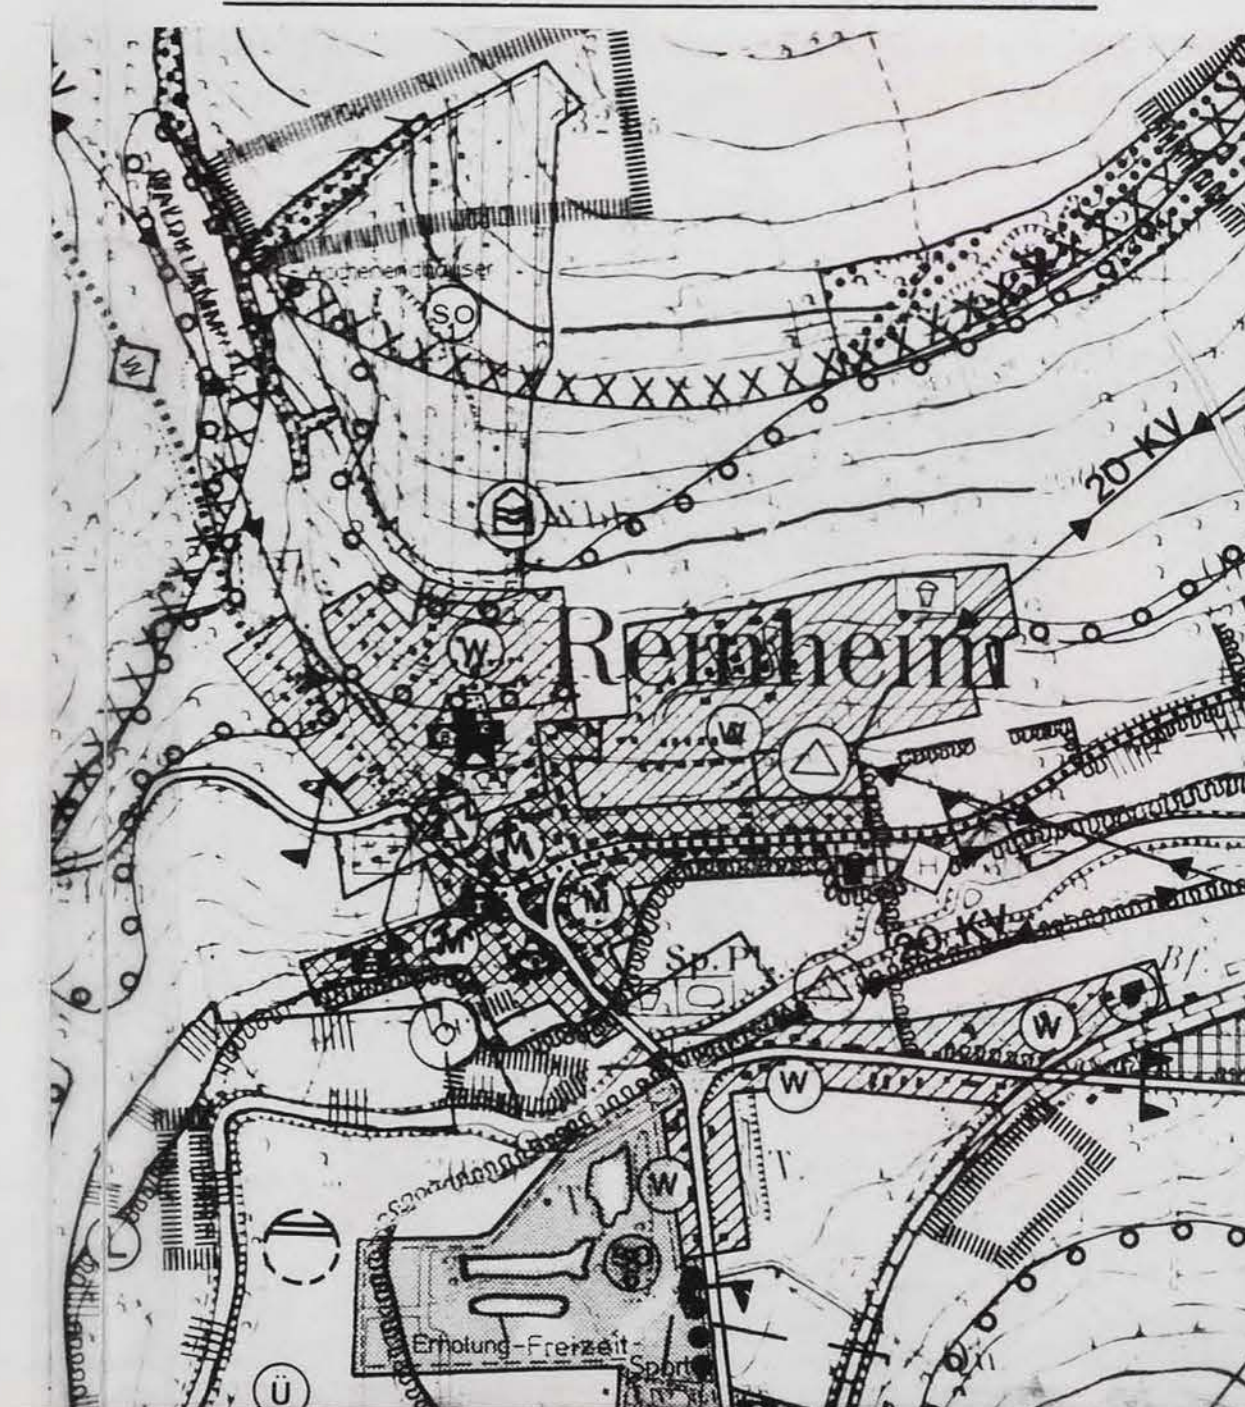 SO
W
20 KV
W
Reinheim
W
M
M
H
M
20 KV
Sp. Pl.
Bf.
W
W
T.
W
L
Erholung-Freizeit-
Sport
Ü